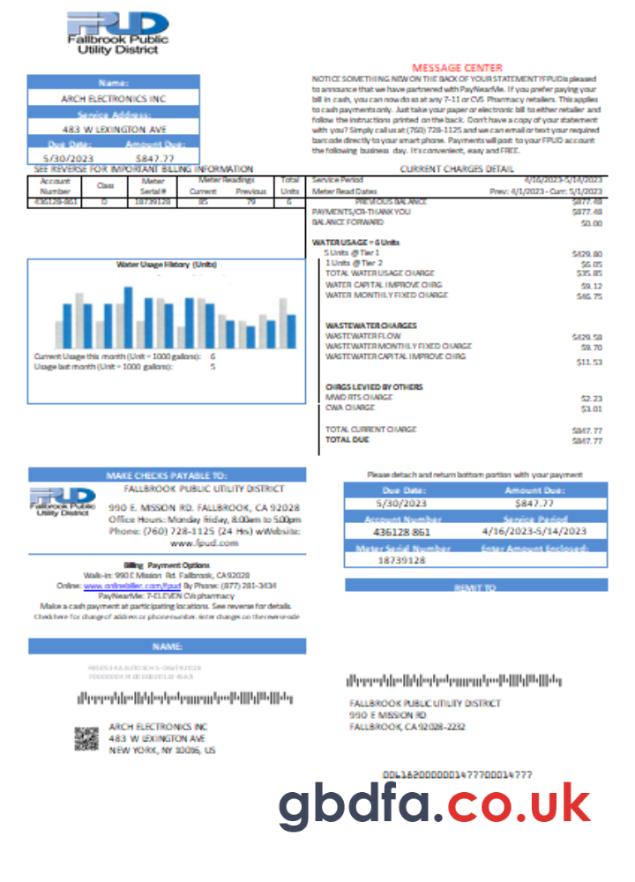 FPUD
Fallbrook Public
Utility District
Name:
ARCH ELECTRONICS INC
Service Address:
483 W LEXINGTON AVE
Due Date: Amount Due:
5/30/2023 $847.77
MESSAGE CENTER
NOTICE SOMETHING NEW ON THE BACK OF YOUR STATEMENT? FPUD is pleased
to announce that we have partnered with PayNearMe. If you prefer paying your
bill in cash, you can now do so at any 7-11 or CVS Pharmacy retailers. This applies
to cash payments only. Just take your paper or electronic bill to either retailer and
follow the instructions printed on the back. Don't have a copy of your statement
with you? Simply call us at (760) 728-1125 and we can email or text your required
barcode directly to your smart phone. Payments will post to your FPUD account
the following business day. It's convenient, easy and FREE.
SEE REVERSE FOR IMPORTANT BILLING INFORMATION
Account Number Class Meter Serial# Meter Readings Current Previous Total Units
436128-861 D 18739128 85 79 6
CURRENT CHARGES DETAIL
Service Period 4/16/2023-5/14/2023
Meter Read Dates Prev: 4/1/2023 - Curr: 5/1/2023
PREVIOUS BALANCE $877.48
PAYMENTS/CR-THANK YOU $877.48
BALANCE FORWARD $0.00
WATER USAGE = 6 Units
5 Units @ Tier 1 $429.80
1 Units @ Tier 2 $6.05
TOTAL WATER USAGE CHARGE $35.85
WATER CAPITAL IMPROVE CHRG $9.12
WATER MONTHLY FIXED CHARGE $46.75
WASTEWATER CHARGES
WASTEWATER FLOW $429.58
WASTEWATER MONTHLY FIXED CHARGE $9.70
WASTEWATER CAPITAL IMPROVE CHRG $11.53
CHRGS LEVIED BY OTHERS
MWD RTS CHARGE $2.23
CWA CHARGE $3.01
TOTAL CURRENT CHARGE $847.77
TOTAL DUE $847.77
Water Usage History (Units)
Current Usage this month (Unit = 1000 gallons): 6
Usage last month (Unit = 1000 gallons): 5
MAKE CHECKS PAYABLE TO:
Fallbrook Public
Utility District
FALLBROOK PUBLIC UTILITY DISTRICT
990 E. MISSION RD. FALLBROOK, CA 92028
Office Hours: Monday friday, 8:00am to 5:00pm
Phone: (760) 728-1125 (24 Hrs) wWebsite:
www.fpud.com
Billing Payment Options
Walk-In: 990 E Mission Rd. Fallbrook, CA 92028
Online: www.onlinebiller.com/fpud By Phone: (877) 281-3434
PayNearMe: 7-ELEVEN CVs pharmacy
Make a cash payment at participating locations. See reverse for details.
Check here for change of address or phone number. Enter changes on the reverse side
Please detach and return bottom portion with your payment
Due Date: Amount Due:
5/30/2023 $847.77
Account Number Service Period
436128 861 4/16/2023-5/14/2023
Meter Serial Number Enter Amount Enclosed:
18739128
REMIT TO
NAME:
ARCH ELECTRONICS INC
483 W LEXINGTON AVE
NEW YORK, NY 10016, US
FALLBROOK PUBLIC UTILITY DISTRICT
990 E MISSION RD
FALLBROOK, CA 92028-2232
gbdfa.co.uk